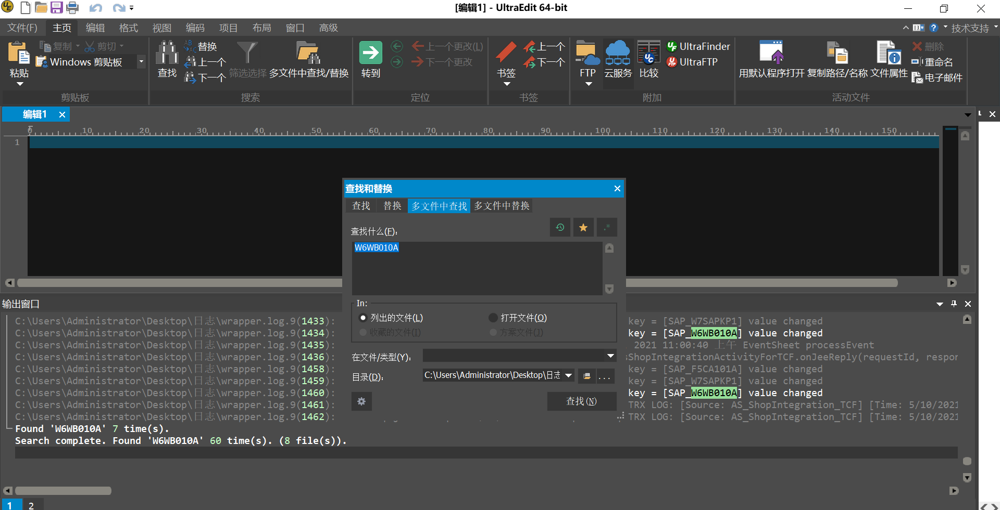 [编辑1] - UltraEdit 64-bit
文件(F) 主页 编辑 格式 视图 编码 项目 布局 窗口 高级 技术支持
粘贴
复制 剪切
Windows 剪贴板
剪贴板
查找
替换
上一个
下一个
筛选选择
多文件中查找/替换
搜索
转到
上一个更改(L)
下一个更改
定位
书签
上一个
下一个
书签
FTP
云服务
比较
UltraFinder
UltraFTP
附加
用默认程序打开
复制路径/名称
文件属性
删除
重命名
电子邮件
活动文件
编辑1
0 10 20 30 40 50 60 70 80 90 100 110 120 130 140 150
1
查找和替换
查找 替换 多文件中查找 多文件中替换
查找什么(F):
W6WB010A
In:
列出的文件(L) 打开文件(O)
收藏的文件(I) 方案文件(J)
在文件/类型(Y):
目录(D): C:\Users\Administrator\Desktop\日志 ...
查找(N)
输出窗口
C:\Users\Administrator\Desktop\日志\wrapper.log.9(1433): key = [SAP_W7SAPKP1] value changed
C:\Users\Administrator\Desktop\日志\wrapper.log.9(1434): key = [SAP_W6WB010A] value changed
C:\Users\Administrator\Desktop\日志\wrapper.log.9(1435): 2021 11:00:40 上午 EventSheet processEvent
C:\Users\Administrator\Desktop\日志\wrapper.log.9(1436): sShopIntegrationActivityForTCF.onJeeReply(requestId, respor
C:\Users\Administrator\Desktop\日志\wrapper.log.9(1458): key = [SAP_F5CA101A] value changed
C:\Users\Administrator\Desktop\日志\wrapper.log.9(1459): key = [SAP_W7SAPKP1] value changed
C:\Users\Administrator\Desktop\日志\wrapper.log.9(1460): key = [SAP_W6WB010A] value changed
C:\Users\Administrator\Desktop\日志\wrapper.log.9(1461): TRX LOG: [Source: AS_ShopIntegration_TCF] [Time: 5/10/2021
C:\Users\Administrator\Desktop\日志\wrapper.log.9(1462): TRX LOG: [Source: AS_ShopIntegration_TCF] [Time: 5/10/2021
Found 'W6WB010A' 7 time(s).
Search complete. Found 'W6WB010A' 60 time(s). (8 file(s)).
1 2